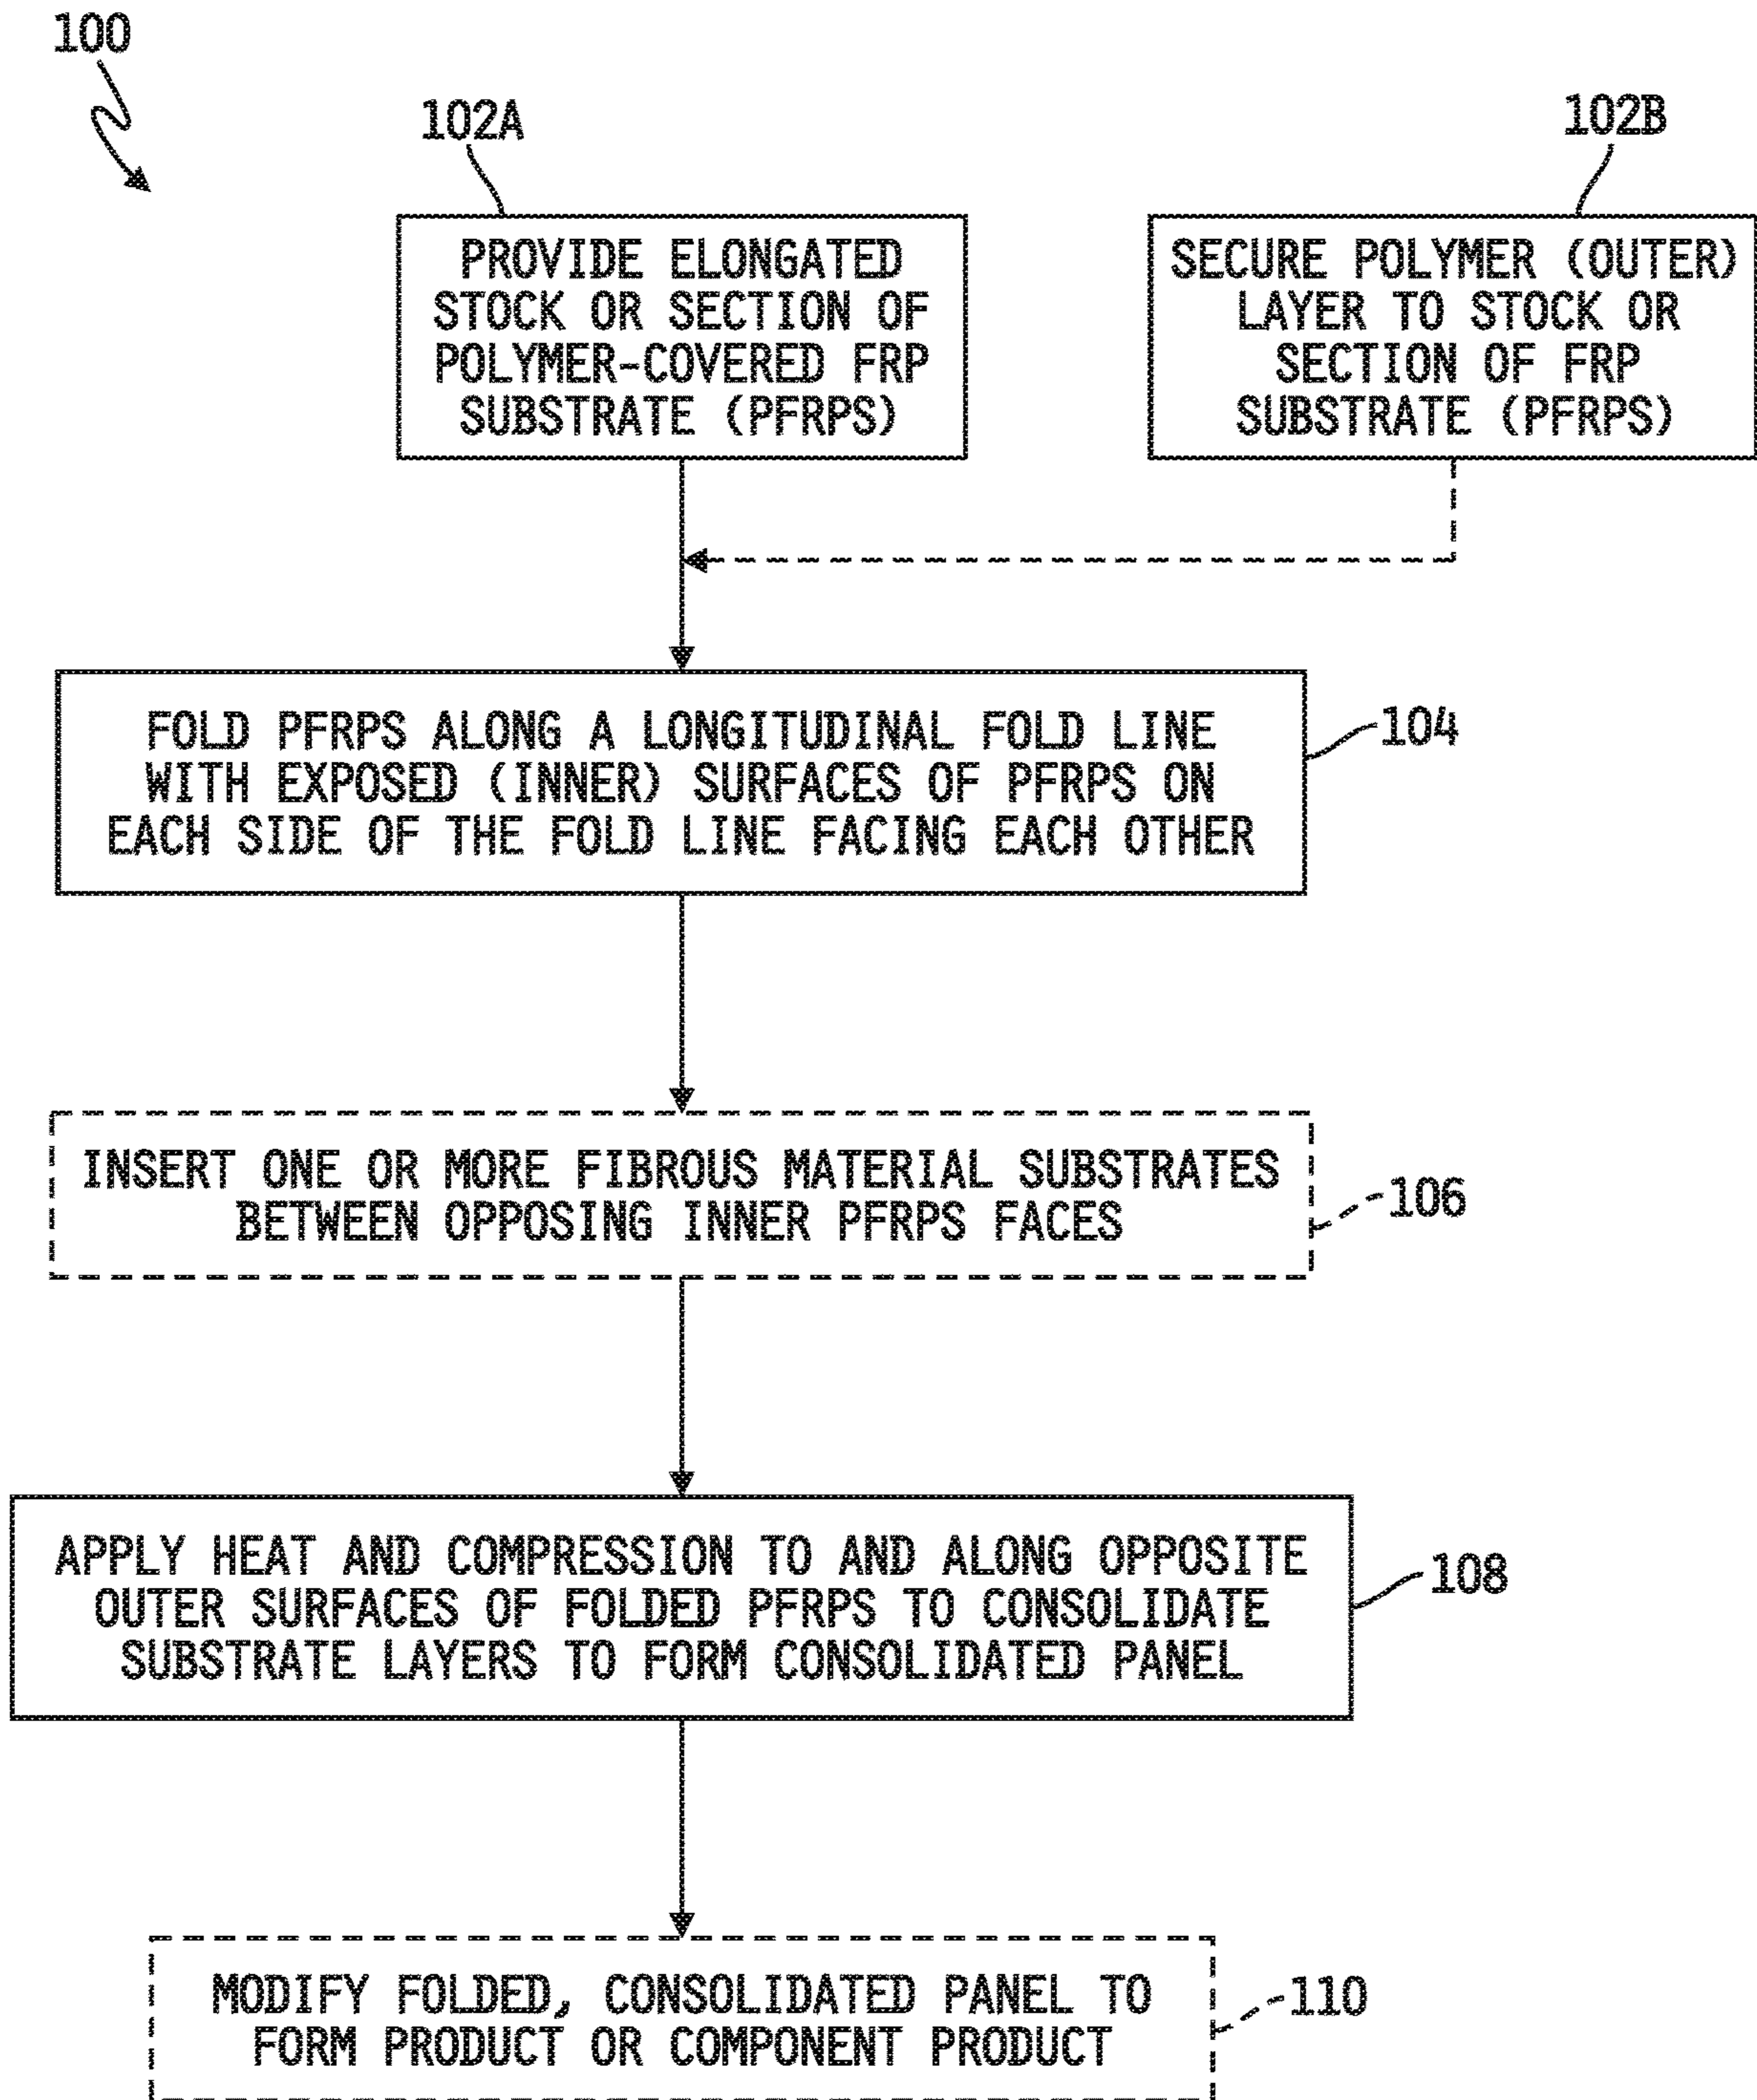 100
102A
102B
PROVIDE ELONGATED
STOCK OR SECTION OF
POLYMER-COVERED FRP
SUBSTRATE (PFRPS)
SECURE POLYMER (OUTER)
LAYER TO STOCK OR
SECTION OF FRP
SUBSTRATE (PFRPS)
FOLD PFRPS ALONG A LONGITUDINAL FOLD LINE
WITH EXPOSED (INNER) SURFACES OF PFRPS ON
EACH SIDE OF THE FOLD LINE FACING EACH OTHER
104
INSERT ONE OR MORE FIBROUS MATERIAL SUBSTRATES
BETWEEN OPPOSING INNER PFRPS FACES
106
APPLY HEAT AND COMPRESSION TO AND ALONG OPPOSITE
OUTER SURFACES OF FOLDED PFRPS TO CONSOLIDATE
SUBSTRATE LAYERS TO FORM CONSOLIDATED PANEL
108
MODIFY FOLDED, CONSOLIDATED PANEL TO
FORM PRODUCT OR COMPONENT PRODUCT
110